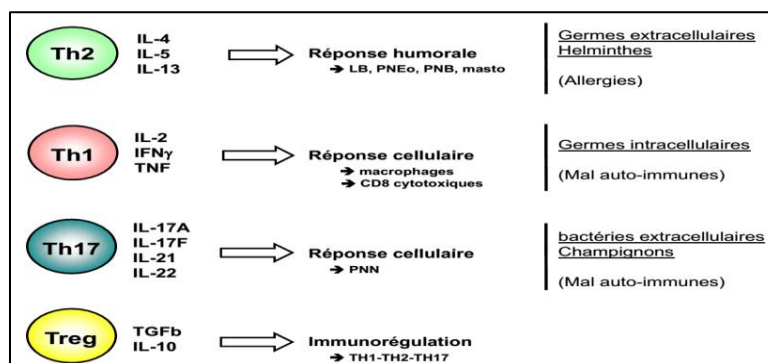 Th2
IL-4
IL-5
IL-13
Réponse humorale
➔ LB, PNEo, PNB, masto
Germes extracellulaires
Helminthes
(Allergies)
Th1
IL-2
IFNγ
TNF
Réponse cellulaire
➔ macrophages
➔ CD8 cytotoxiques
Germes intracellulaires
(Mal auto-immunes)
Th17
IL-17A
IL-17F
IL-21
IL-22
Réponse cellulaire
➔ PNN
bactéries extracellulaires
Champignons
(Mal auto-immunes)
Treg
TGFb
IL-10
Immunorégulation
➔ TH1-TH2-TH17